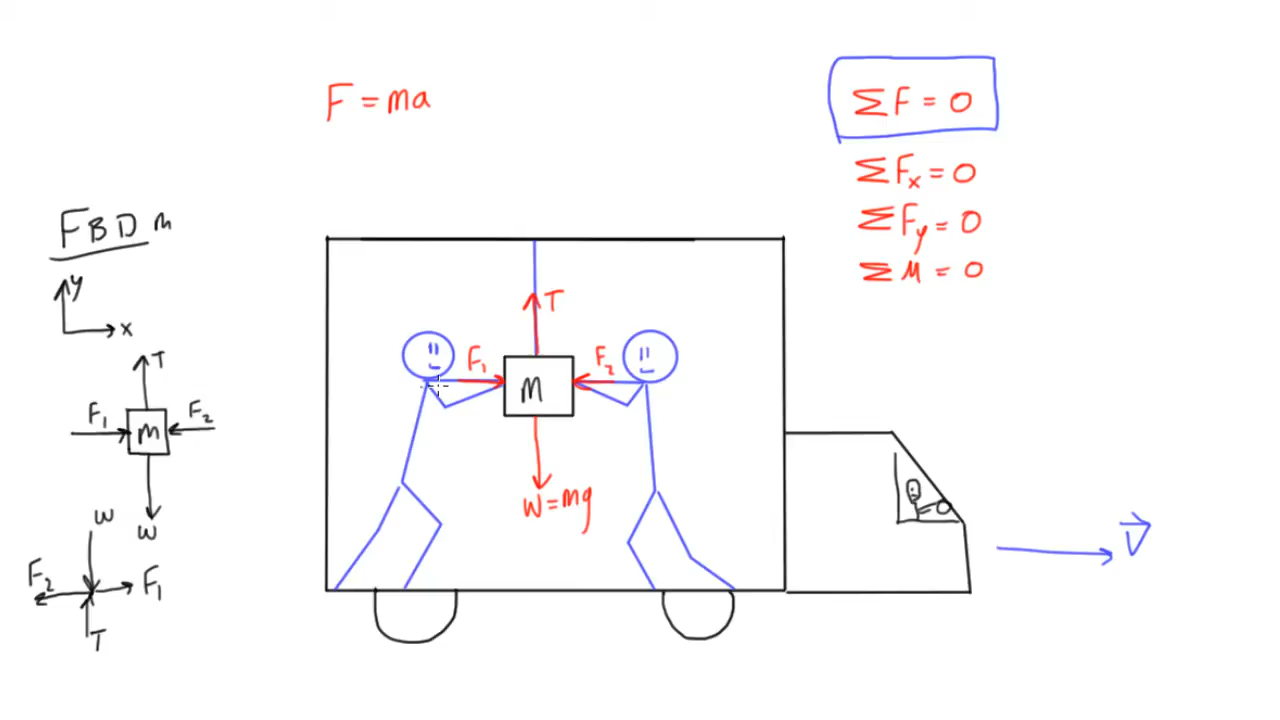 F = ma
ΣF = 0
ΣFx = 0
ΣFy = 0
ΣM = 0
FBD m
y
x
T
F1
F2
M
W
W
F2
F1
T
T
F1
F2
M
W = mg
V